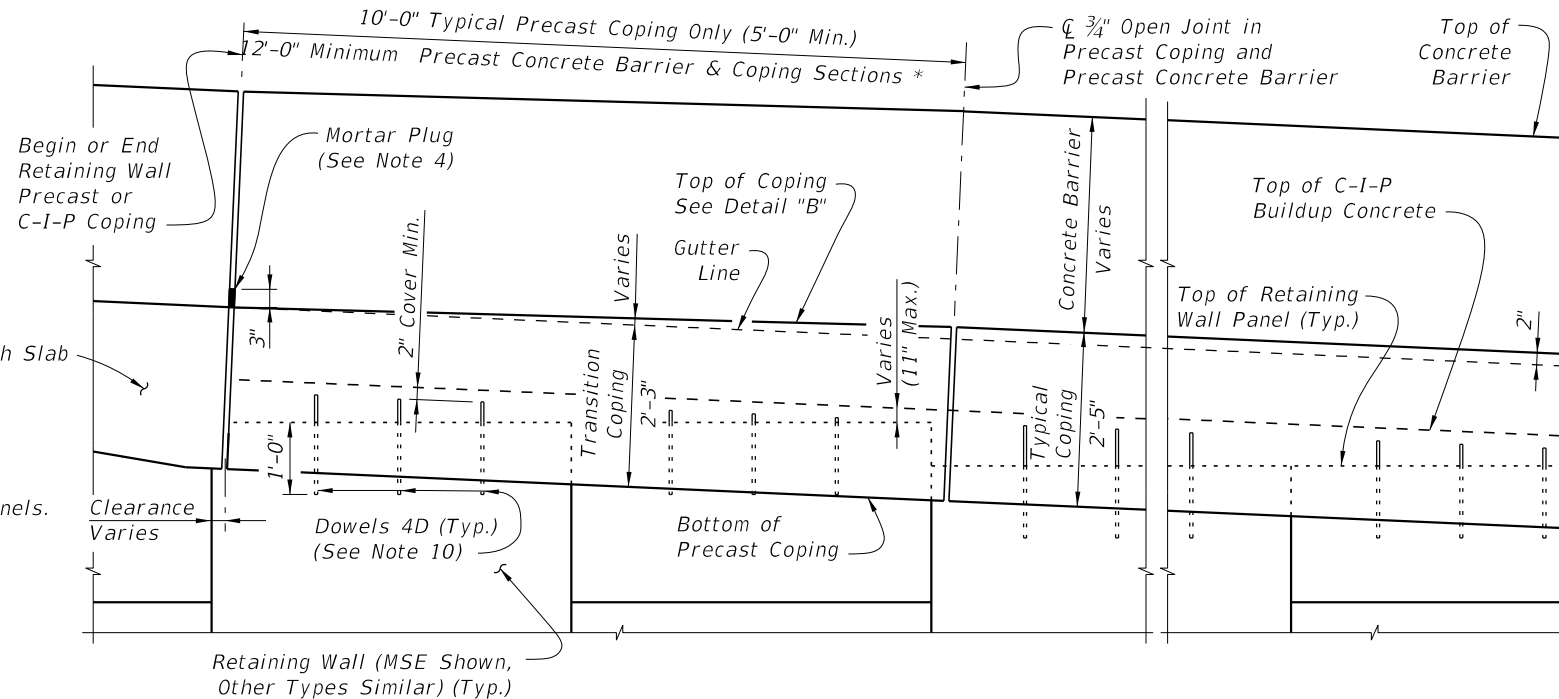 10'-0" Typical Precast Coping Only (5'-0" Min.)
12'-0" Minimum Precast Concrete Barrier & Coping Sections *
℄ ¾" Open Joint in
Precast Coping and
Precast Concrete Barrier
Top of
Concrete
Barrier
Begin or End
Retaining Wall
Precast or
C-I-P Coping
Mortar Plug
(See Note 4)
Top of Coping
See Detail "B"
Gutter
Line
Concrete Barrier
Varies
Top of C-I-P
Buildup Concrete
Top of Retaining
Wall Panel (Typ.)
2" Cover Min.
Varies
Varies
(11" Max.)
2"
3"
h Slab
Transition
Coping
2'-3"
Typical
Coping
2'-5"
1'-0"
nels.
Clearance
Varies
Dowels 4D (Typ.)
(See Note 10)
Bottom of
Precast Coping
Retaining Wall (MSE Shown,
Other Types Similar) (Typ.)